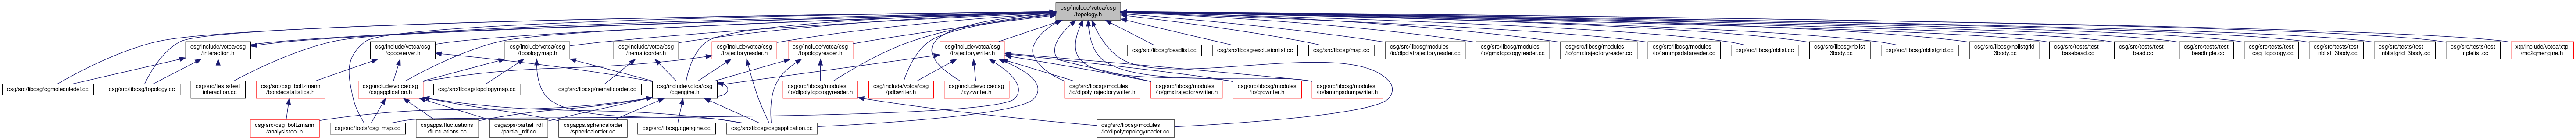 csg/include/votca/csg
/topology.h
csg/include/votca/csg
/interaction.h
csg/include/votca/csg
/cgobserver.h
csg/include/votca/csg
/topologymap.h
csg/include/votca/csg
/nematicorder.h
csg/include/votca/csg
/trajectoryreader.h
csg/include/votca/csg
/topologyreader.h
csg/include/votca/csg
/trajectorywriter.h
csg/src/libcsg/beadlist.cc
csg/src/libcsg/exclusionlist.cc
csg/src/libcsg/map.cc
csg/src/libcsg/modules
/io/dlpolytrajectoryreader.cc
csg/src/libcsg/modules
/io/gmxtopologyreader.cc
csg/src/libcsg/modules
/io/gmxtrajectoryreader.cc
csg/src/libcsg/modules
/io/lammpsdatareader.cc
csg/src/libcsg/nblist.cc
csg/src/libcsg/nblist
_3body.cc
csg/src/libcsg/nblistgrid.cc
csg/src/libcsg/nblistgrid
_3body.cc
csg/src/tests/test
_basebead.cc
csg/src/tests/test
_bead.cc
csg/src/tests/test
_beadtriple.cc
csg/src/tests/test
_csg_topology.cc
csg/src/tests/test
_nblist_3body.cc
csg/src/tests/test
_nblistgrid_3body.cc
csg/src/tests/test
_triplelist.cc
xtp/include/votca/xtp
/md2qmengine.h
csg/src/libcsg/cgmoleculedef.cc
csg/src/libcsg/topology.cc
csg/src/tests/test
_interaction.cc
csg/src/csg_boltzmann
/bondedstatistics.h
csg/include/votca/csg
/csgapplication.h
csg/src/libcsg/topologymap.cc
csg/src/libcsg/nematicorder.cc
csg/include/votca/csg
/cgengine.h
csg/src/libcsg/modules
/io/dlpolytopologyreader.h
csg/include/votca/csg
/pdbwriter.h
csg/include/votca/csg
/xyzwriter.h
csg/src/libcsg/modules
/io/dlpolytrajectorywriter.h
csg/src/libcsg/modules
/io/gmxtrajectorywriter.h
csg/src/libcsg/modules
/io/growriter.h
csg/src/libcsg/modules
/io/lammpsdumpwriter.h
csg/src/csg_boltzmann
/analysistool.h
csg/src/tools/csg_map.cc
csgapps/fluctuations
/fluctuations.cc
csgapps/partial_rdf
/partial_rdf.cc
csgapps/sphericalorder
/sphericalorder.cc
csg/src/libcsg/cgengine.cc
csg/src/libcsg/csgapplication.cc
csg/src/libcsg/modules
/io/dlpolytopologyreader.cc